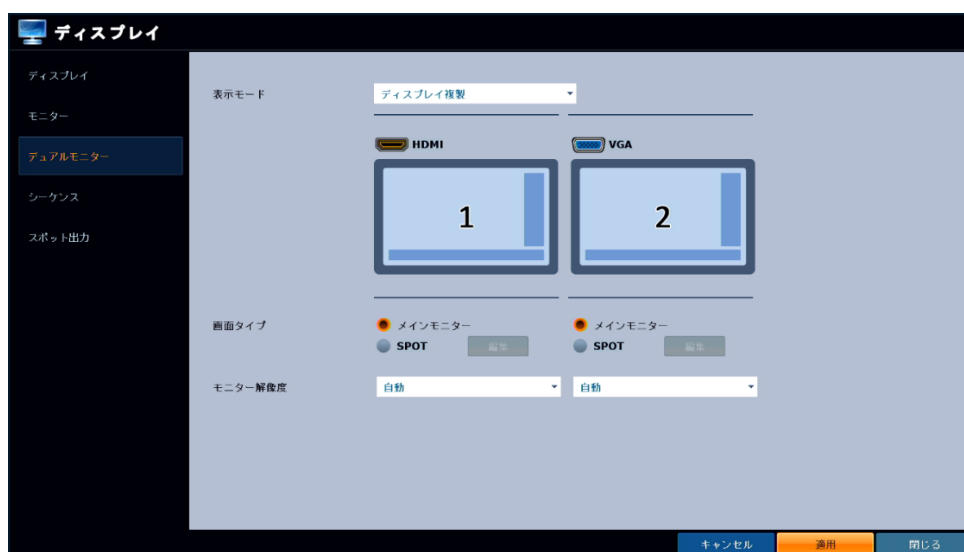 ディスプレイ
ディスプレイ
モニター
デュアルモニター
シーケンス
スポット出力
表示モード
ディスプレイ複製
HDMI
VGA
1
2
画面タイプ
メインモニター
メインモニター
SPOT
編集
SPOT
編集
モニター解像度
自動
自動
キャンセル
適用
閉じる